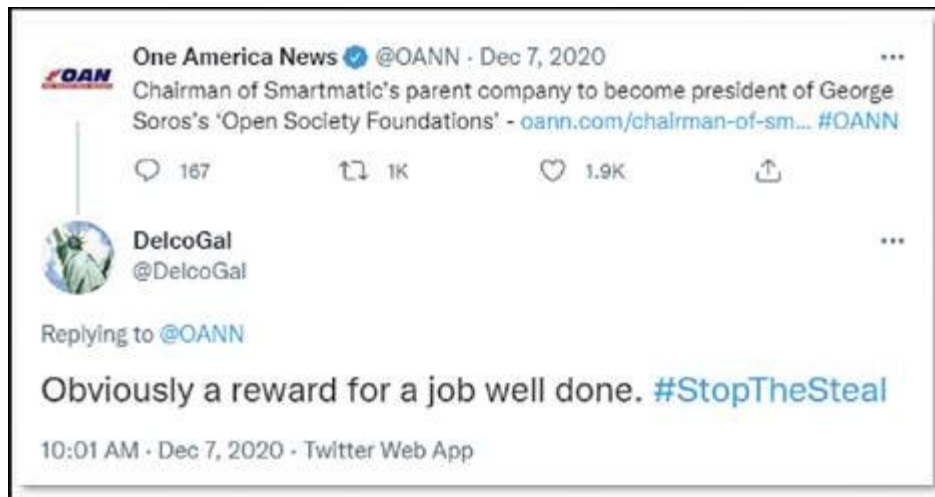 OAN
One America News @OANN · Dec 7, 2020
Chairman of Smartmatic's parent company to become president of George
Soros's 'Open Society Foundations' - oann.com/chairman-of-sm... #OANN
167 1K 1.9K
DelcoGal
@DelcoGal
Replying to @OANN
Obviously a reward for a job well done. #StopTheSteal
10:01 AM · Dec 7, 2020 · Twitter Web App